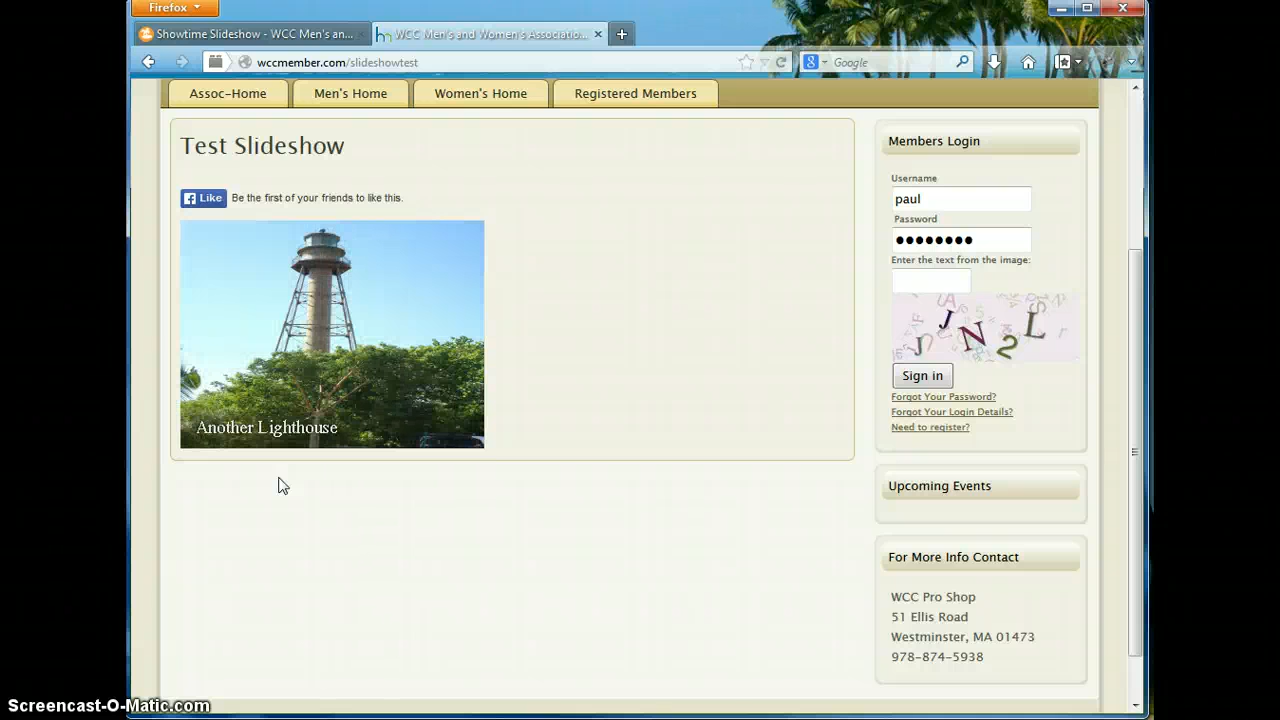 Firefox
Showtime Slideshow - WCC Men's an...
WCC Men's and Women's Associatio...
wccmember.com/slideshowtest
Google
Assoc-Home
Men's Home
Women's Home
Registered Members
Test Slideshow
Like
Be the first of your friends to like this.
Another Lighthouse
Members Login
Username
paul
Password
Enter the text from the image:
J N 2 L
Sign in
Forgot Your Password?
Forgot Your Login Details?
Need to register?
Upcoming Events
For More Info Contact
WCC Pro Shop
51 Ellis Road
Westminster, MA 01473
978-874-5938
Screencast-O-Matic.com